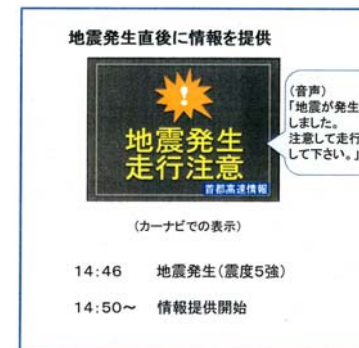 地震発生直後に情報を提供
!
地震発生
走行注意
首都高速情報
(音声)
「地震が発生
しました。
注意して走行
して下さい。」
(カーナビでの表示)
14:46 地震発生(震度5強)
14:50～ 情報提供開始